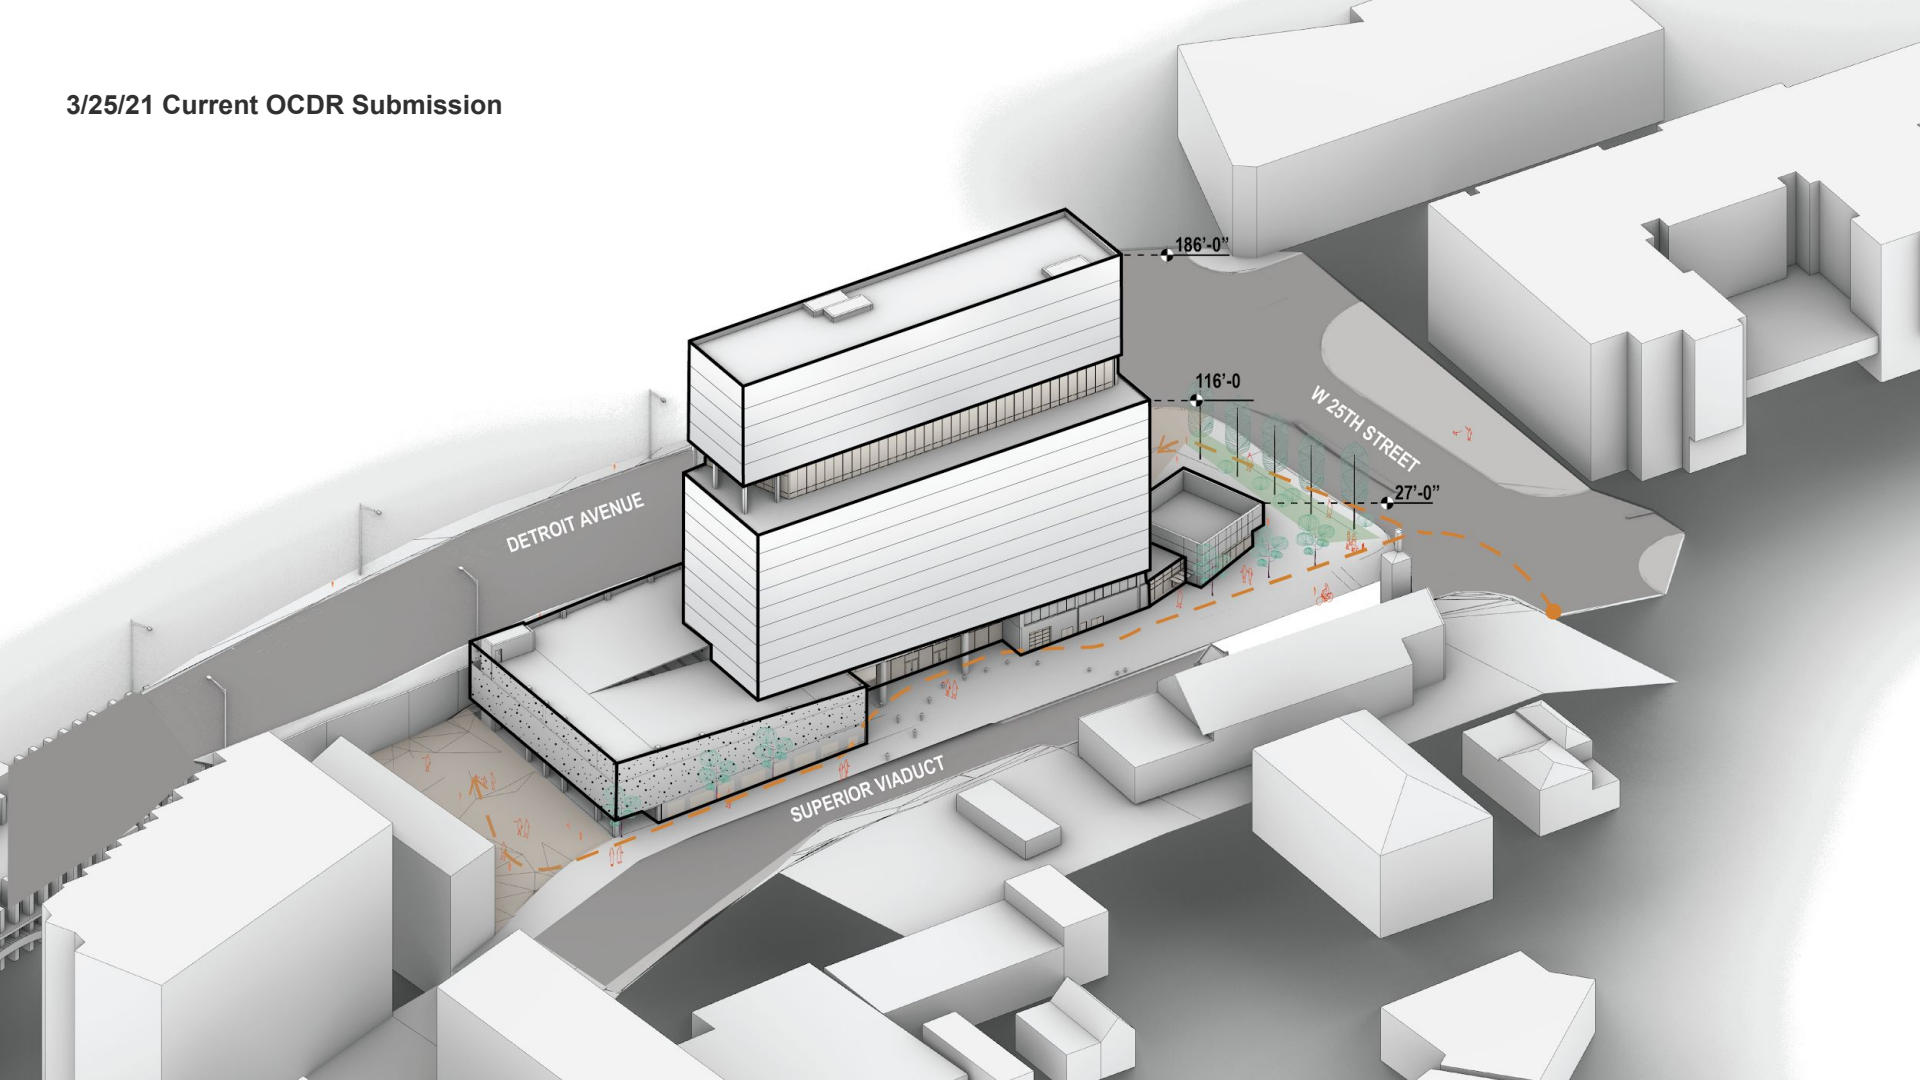 3/25/21 Current OCDR Submission
186'-0"
116'-0
W 25TH STREET
27'-0"
DETROIT AVENUE
SUPERIOR VIADUCT